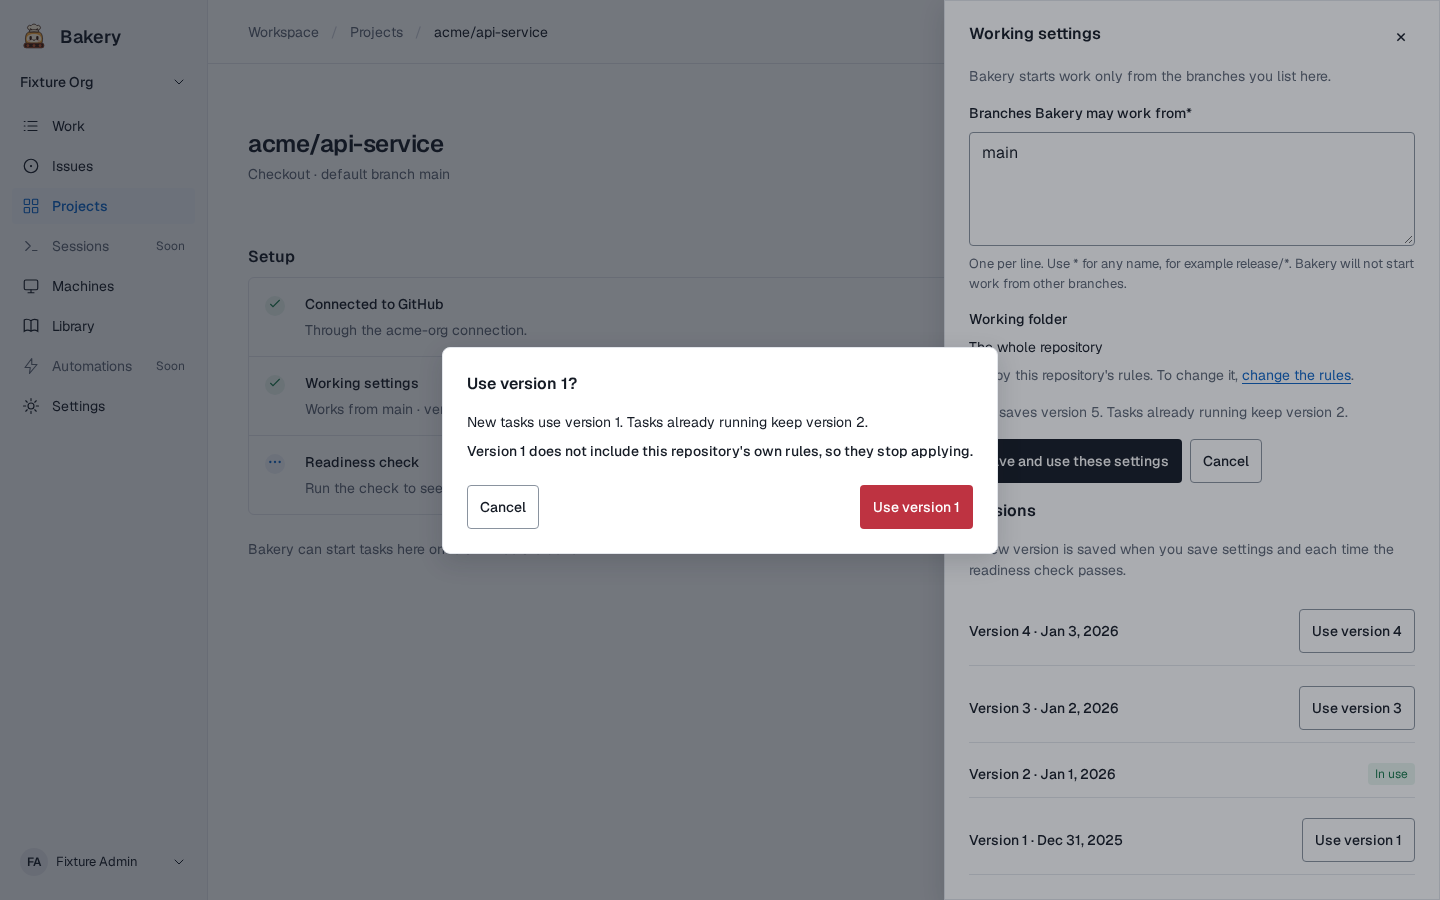 Bakery
Fixture Org
Work
Issues
Projects
Sessions Soon
Machines
Library
Automations Soon
Settings
FA Fixture Admin
Workspace / Projects / acme/api-service
acme/api-service
Checkout · default branch main
Setup
Connected to GitHub
Through the acme-org connection.
Working settings
Works from main ·
Readiness check
Run the check to see
Bakery can start tasks here
Use version 1?
New tasks use version 1. Tasks already running keep version 2.
Version 1 does not include this repository's own rules, so they stop applying.
Cancel
Use version 1
Working settings
Bakery starts work only from the branches you list here.
Branches Bakery may work from*
main
One per line. Use * for any name, for example release/*. Bakery will not start
work from other branches.
Working folder
The whole repository
by this repository's rules. To change it, change the rules.
saves version 5. Tasks already running keep version 2.
and use these settings
Cancel
version is saved when you save settings and each time the
readiness check passes.
Version 4 · Jan 3, 2026
Use version 4
Version 3 · Jan 2, 2026
Use version 3
Version 2 · Jan 1, 2026
In use
Version 1 · Dec 31, 2025
Use version 1